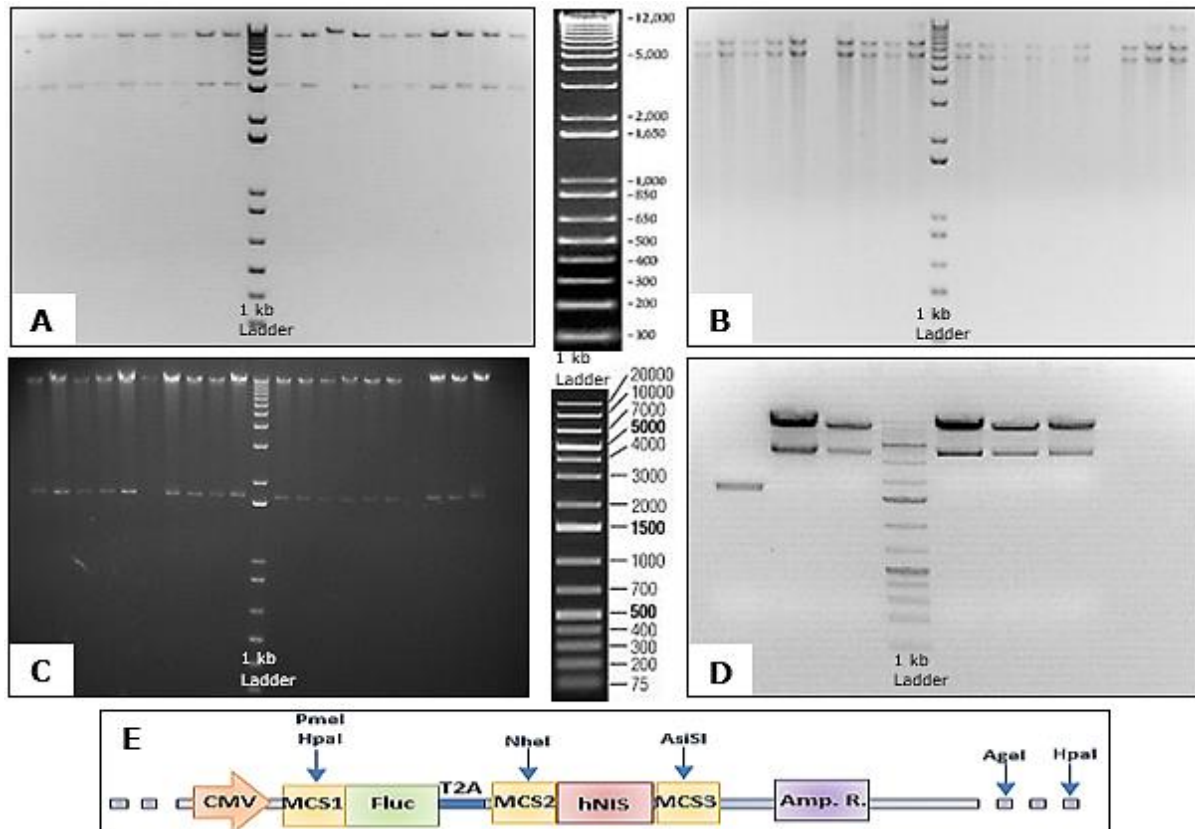 A
1 kb
Ladder
12,000
5,000
2,000
1,650
1,000
850
650
500
400
300
200
100
1 kb
Ladder
B
1 kb
Ladder
C
1 kb
Ladder
20000
10000
7000
5000
4000
3000
2000
1500
1000
700
500
400
300
200
75
D
1 kb
Ladder
E
PmeI
HpaI
NheI
AsiSI
AgeI
HpaI
CMV
MCS1
Fluc
T2A
MCS2
hNIS
MCS3
Amp. R.